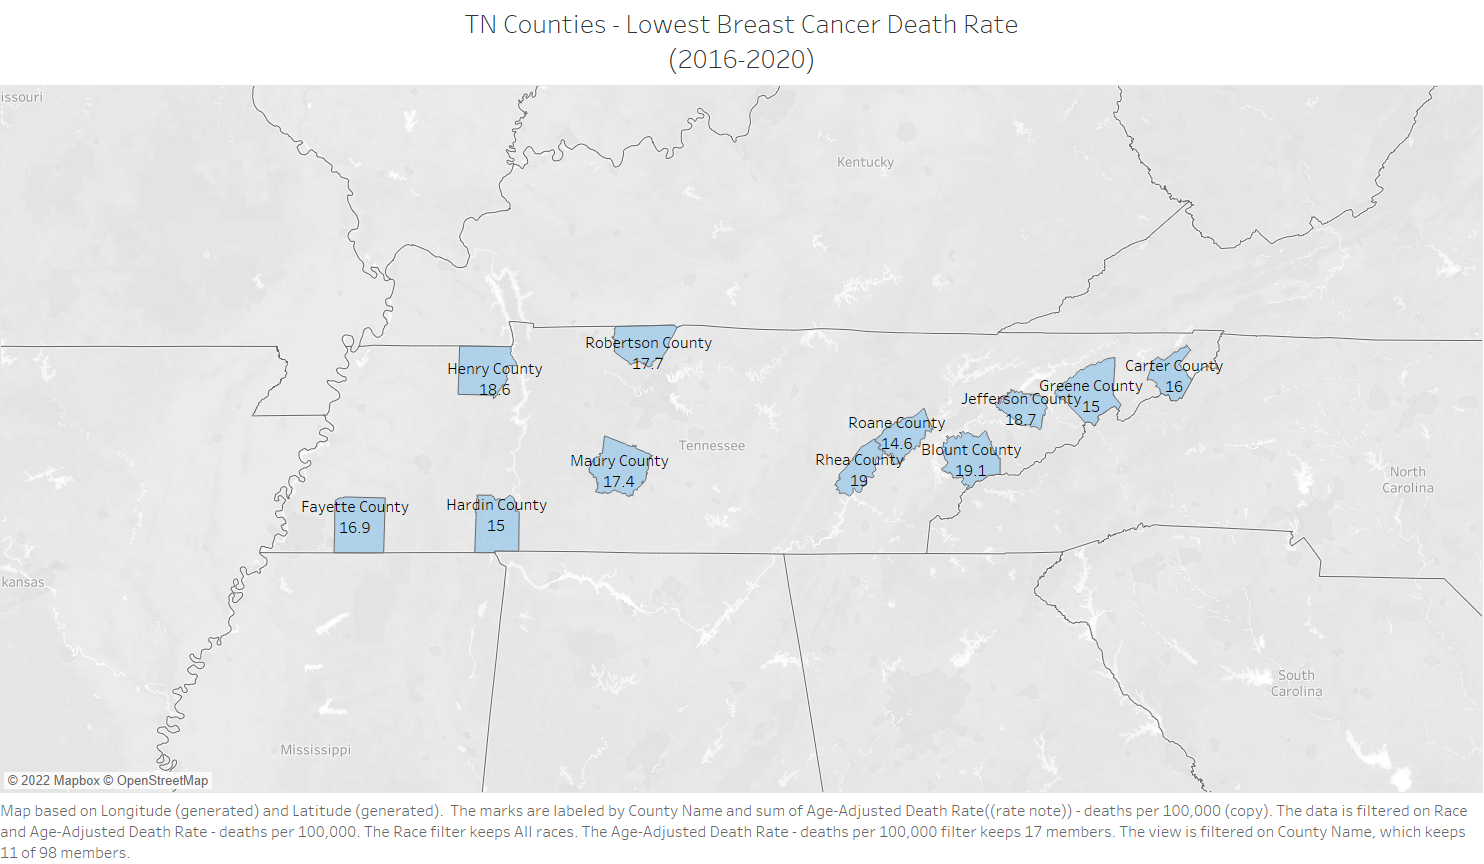 TN Counties - Lowest Breast Cancer Death Rate
(2016-2020)
issouri
Kentucky
Robertson County
17.7
Henry County
18.6
Carter County
16
Greene County
15
Jefferson County
18.7
Roane County
14.6
Tennessee
Blount County
19.1
Rhea County
19
Maury County
17.4
North
Carolina
Hardin County
15
Fayette County
16.9
kansas
South
Carolina
Mississippi
© 2022 Mapbox © OpenStreetMap
Map based on Longitude (generated) and Latitude (generated).  The marks are labeled by County Name and sum of Age-Adjusted Death Rate((rate note)) - deaths per 100,000 (copy). The data is filtered on Race
and Age-Adjusted Death Rate - deaths per 100,000. The Race filter keeps All races. The Age-Adjusted Death Rate - deaths per 100,000 filter keeps 17 members. The view is filtered on County Name, which keeps
11 of 98 members.